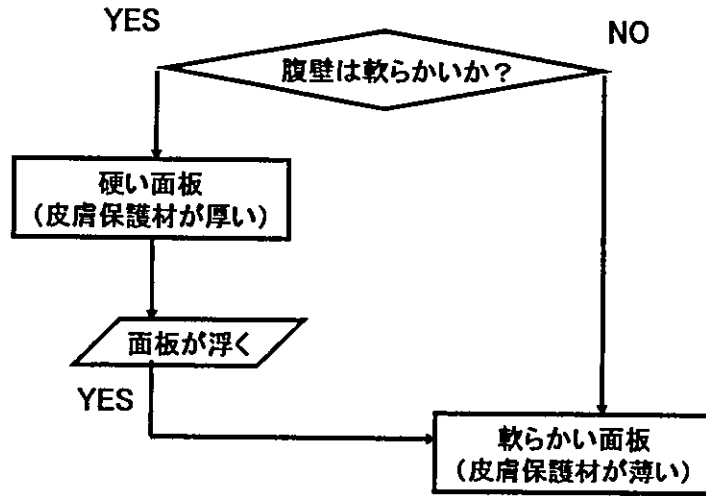 YES
NO
腹壁は軟らかいか？
硬い面板
（皮膚保護材が厚い）
面板が浮く
YES
軟らかい面板
（皮膚保護材が薄い）